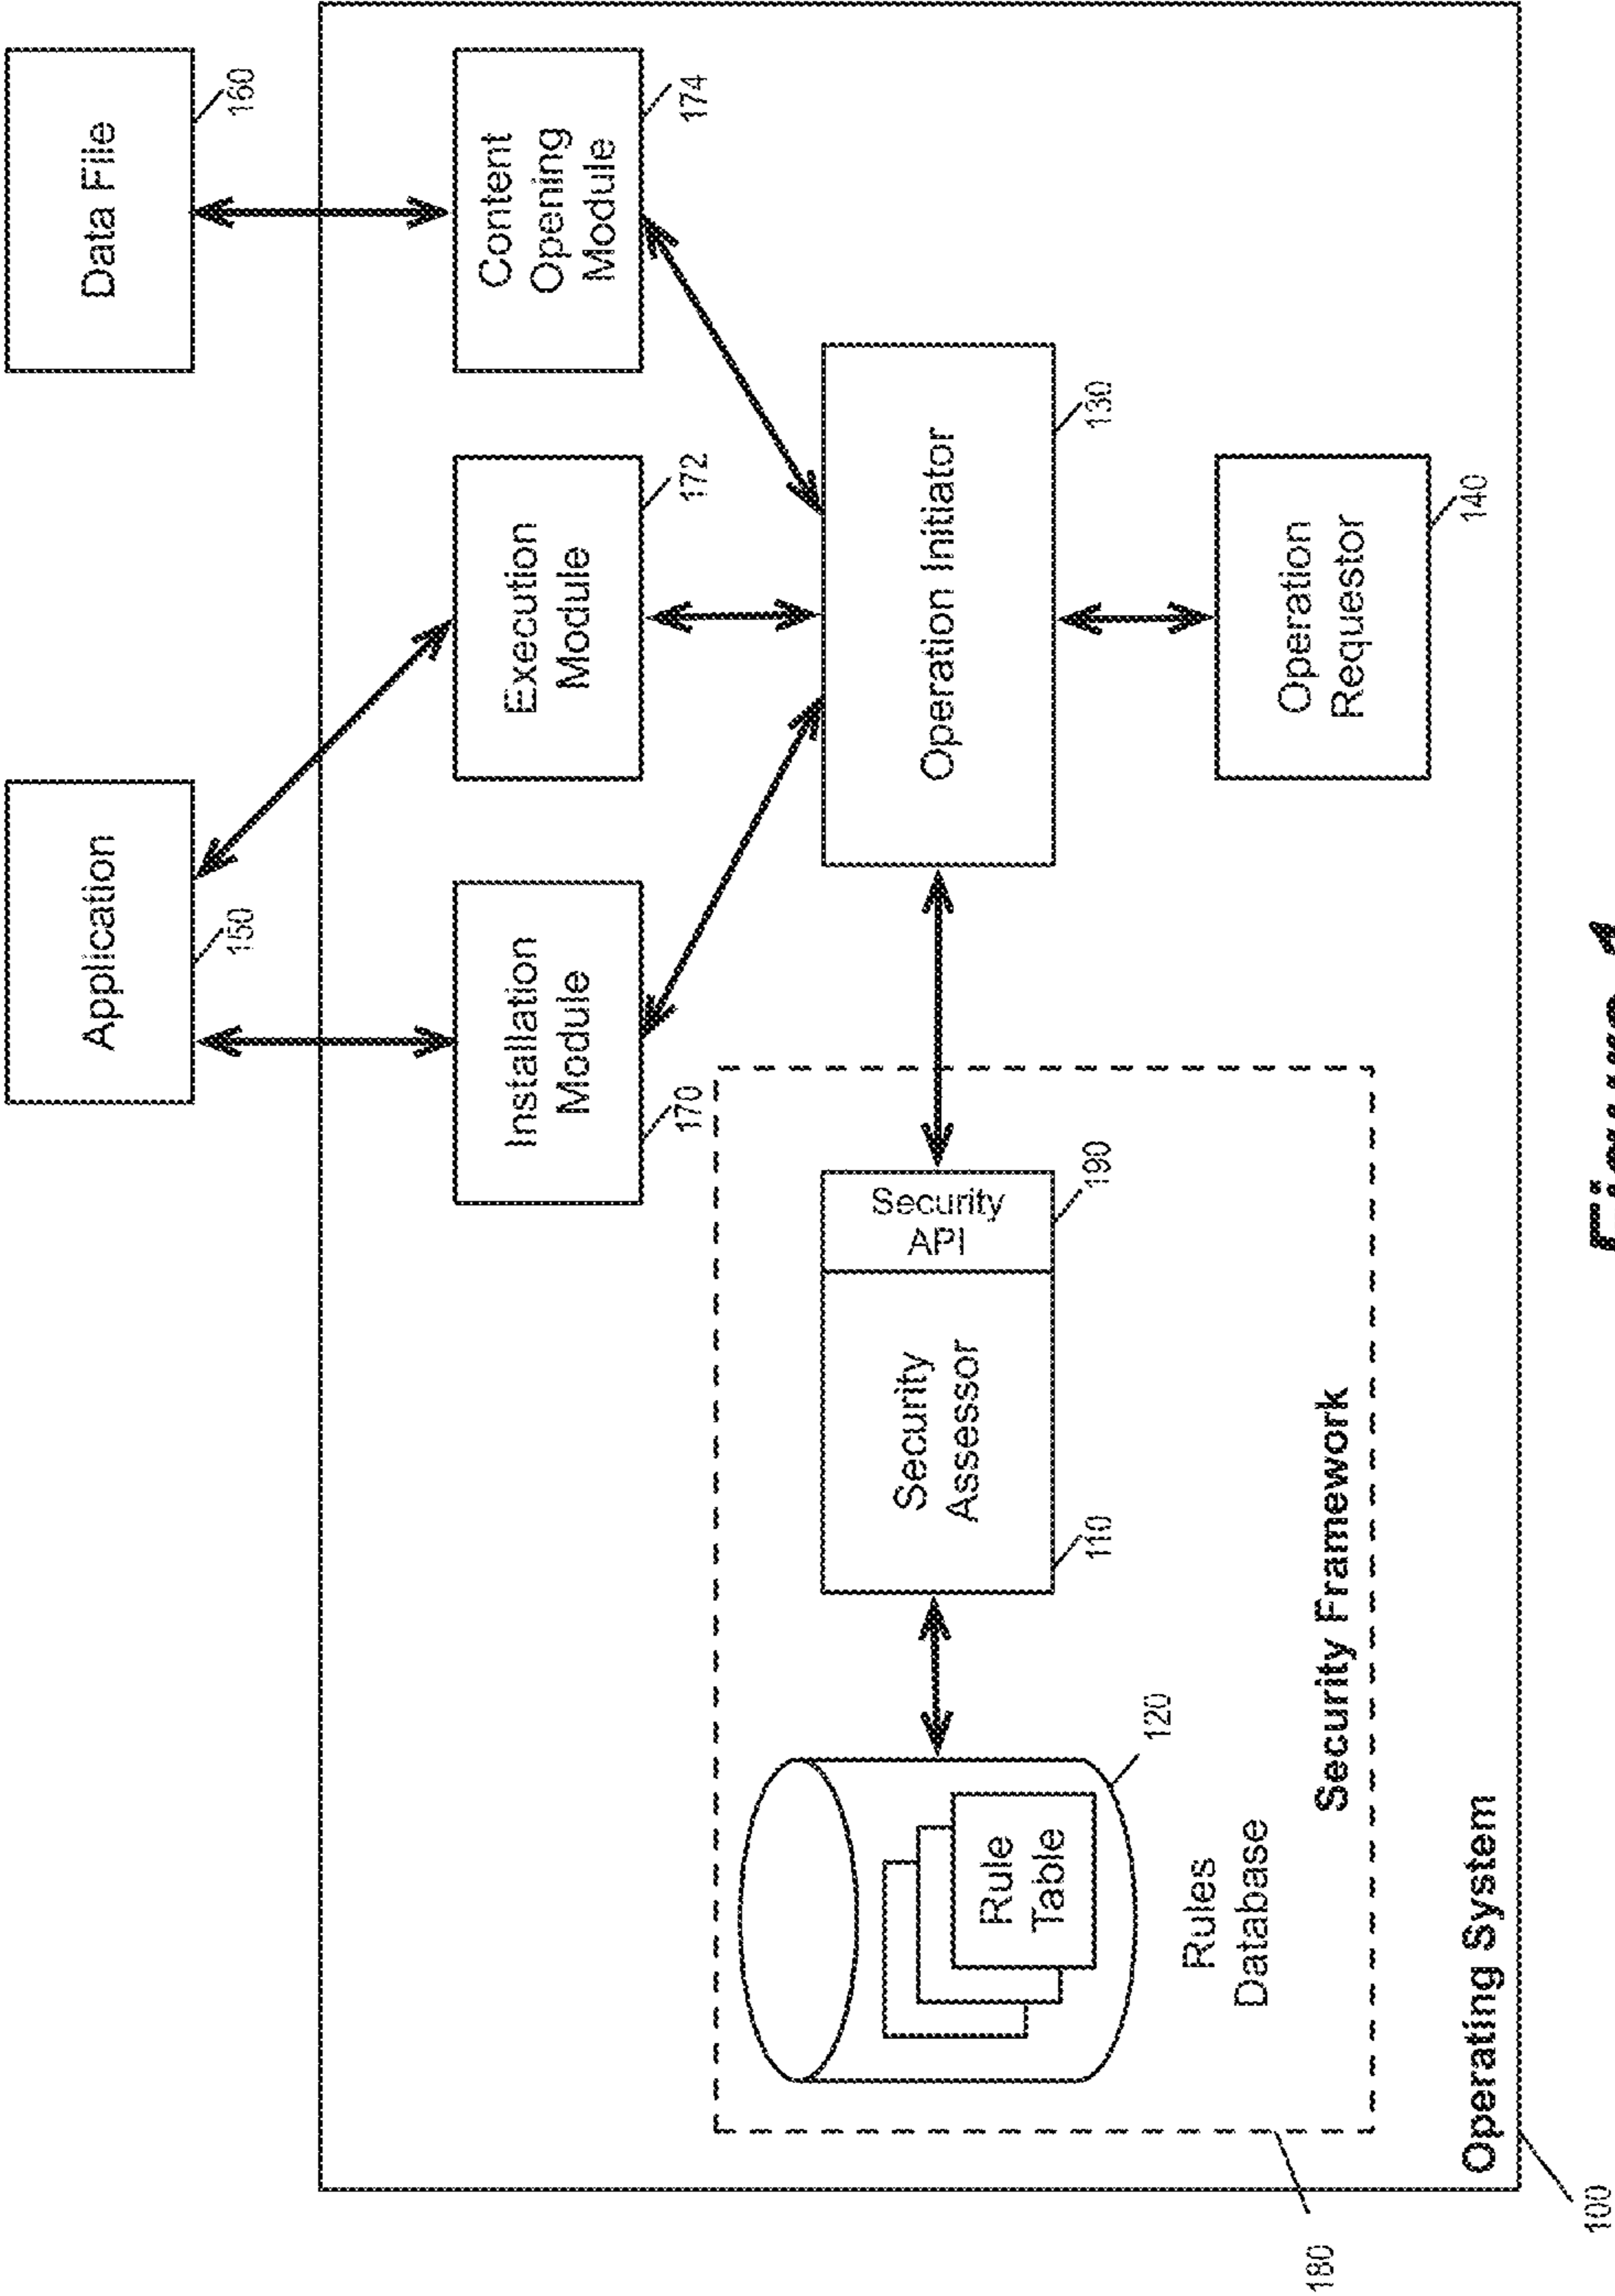 Application
150
Data File
160
Installation
Module
170
Execution
Module
172
Content
Opening
Module
174
Rule
Table
120
Rules
Database
Security
Assessor
110
Security
API
190
Operation Initiator
130
Operation
Requestor
140
Security Framework
180
Operating System
100